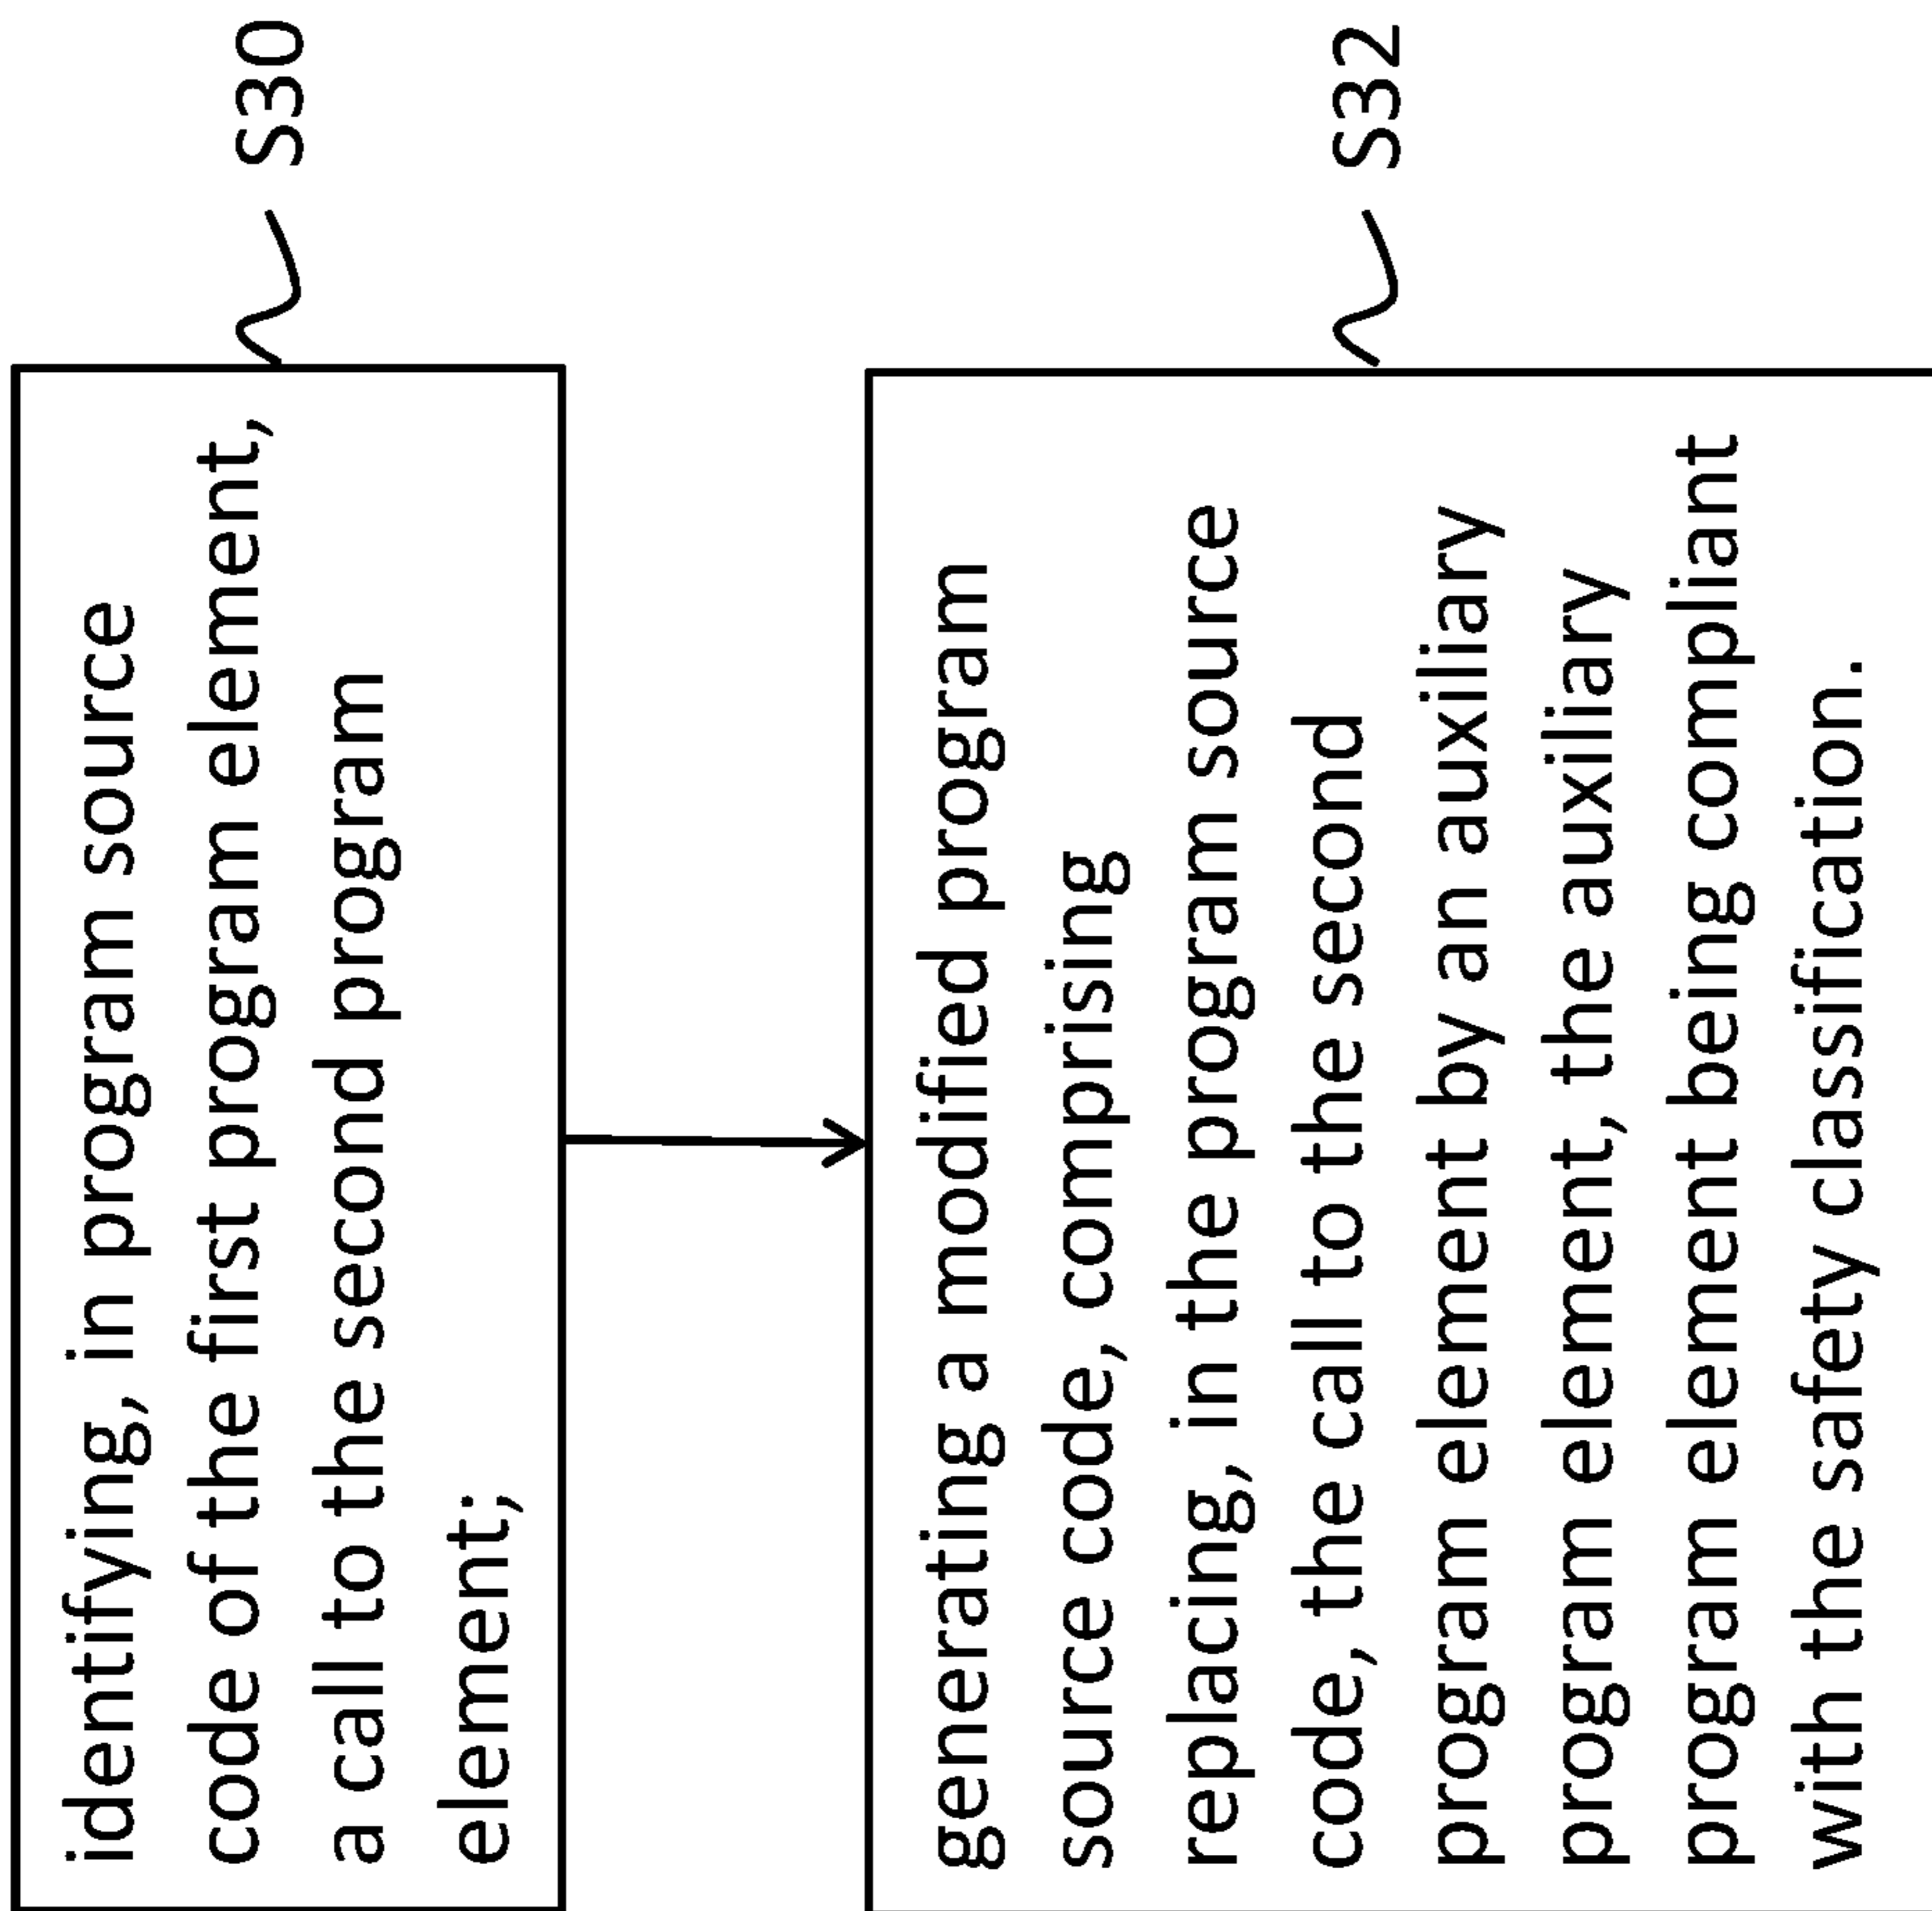 identifying, in program source
code of the first program element,
a call to the second program
element;
S30
generating a modified program
source code, comprising
replacing, in the program source
code, the call to the second
program element by an auxiliary
program element, the auxiliary
program element being compliant
with the safety classification.
S32